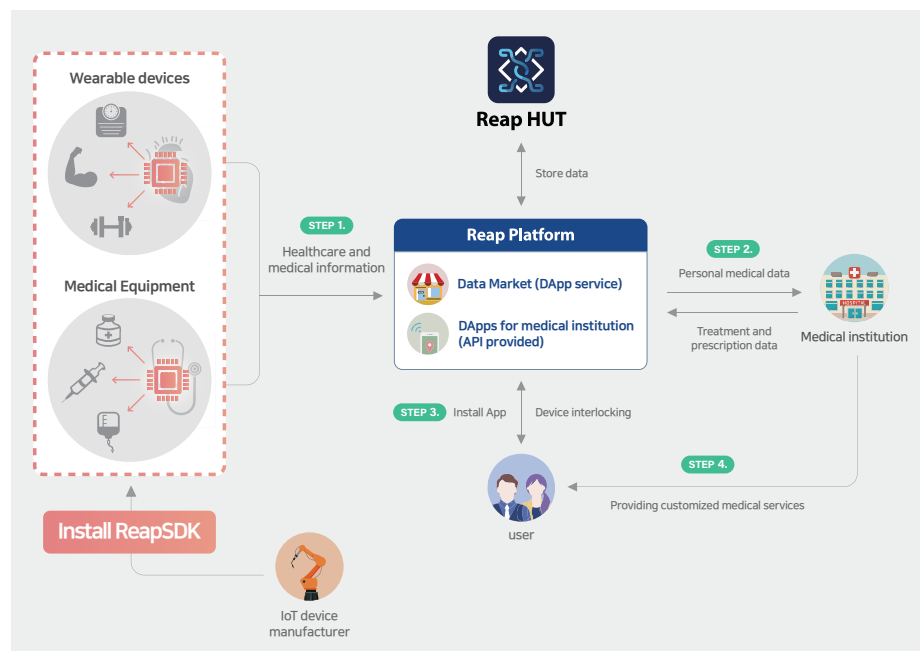 Wearable devices
Medical Equipment
Install ReapSDK
IoT device
manufacturer
STEP 1.
Healthcare and
medical information
Reap HUT
Store data
Reap Platform
Data Market (DApp service)
DApps for medical institution
(API provided)
STEP 2.
Personal medical data
Treatment and
prescription data
HOSPITAL
Medical institution
STEP 3.
Install App
Device interlocking
user
STEP 4.
Providing customized medical services